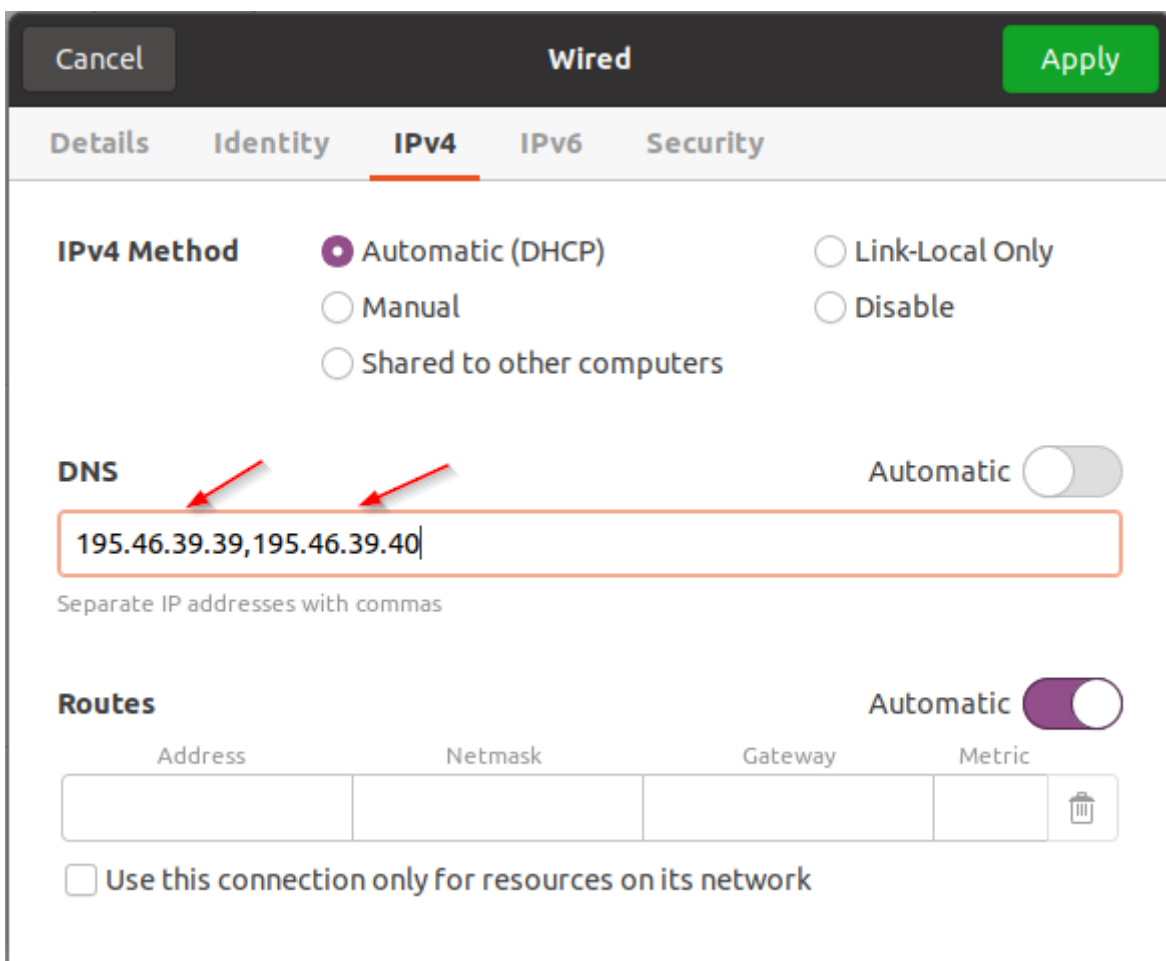 Cancel Wired Apply
Details Identity IPv4 IPv6 Security
IPv4 Method Automatic (DHCP) Link-Local Only
Manual Disable
Shared to other computers
DNS Automatic
195.46.39.39,195.46.39.40
Separate IP addresses with commas
Routes Automatic
Address Netmask Gateway Metric
Use this connection only for resources on its network